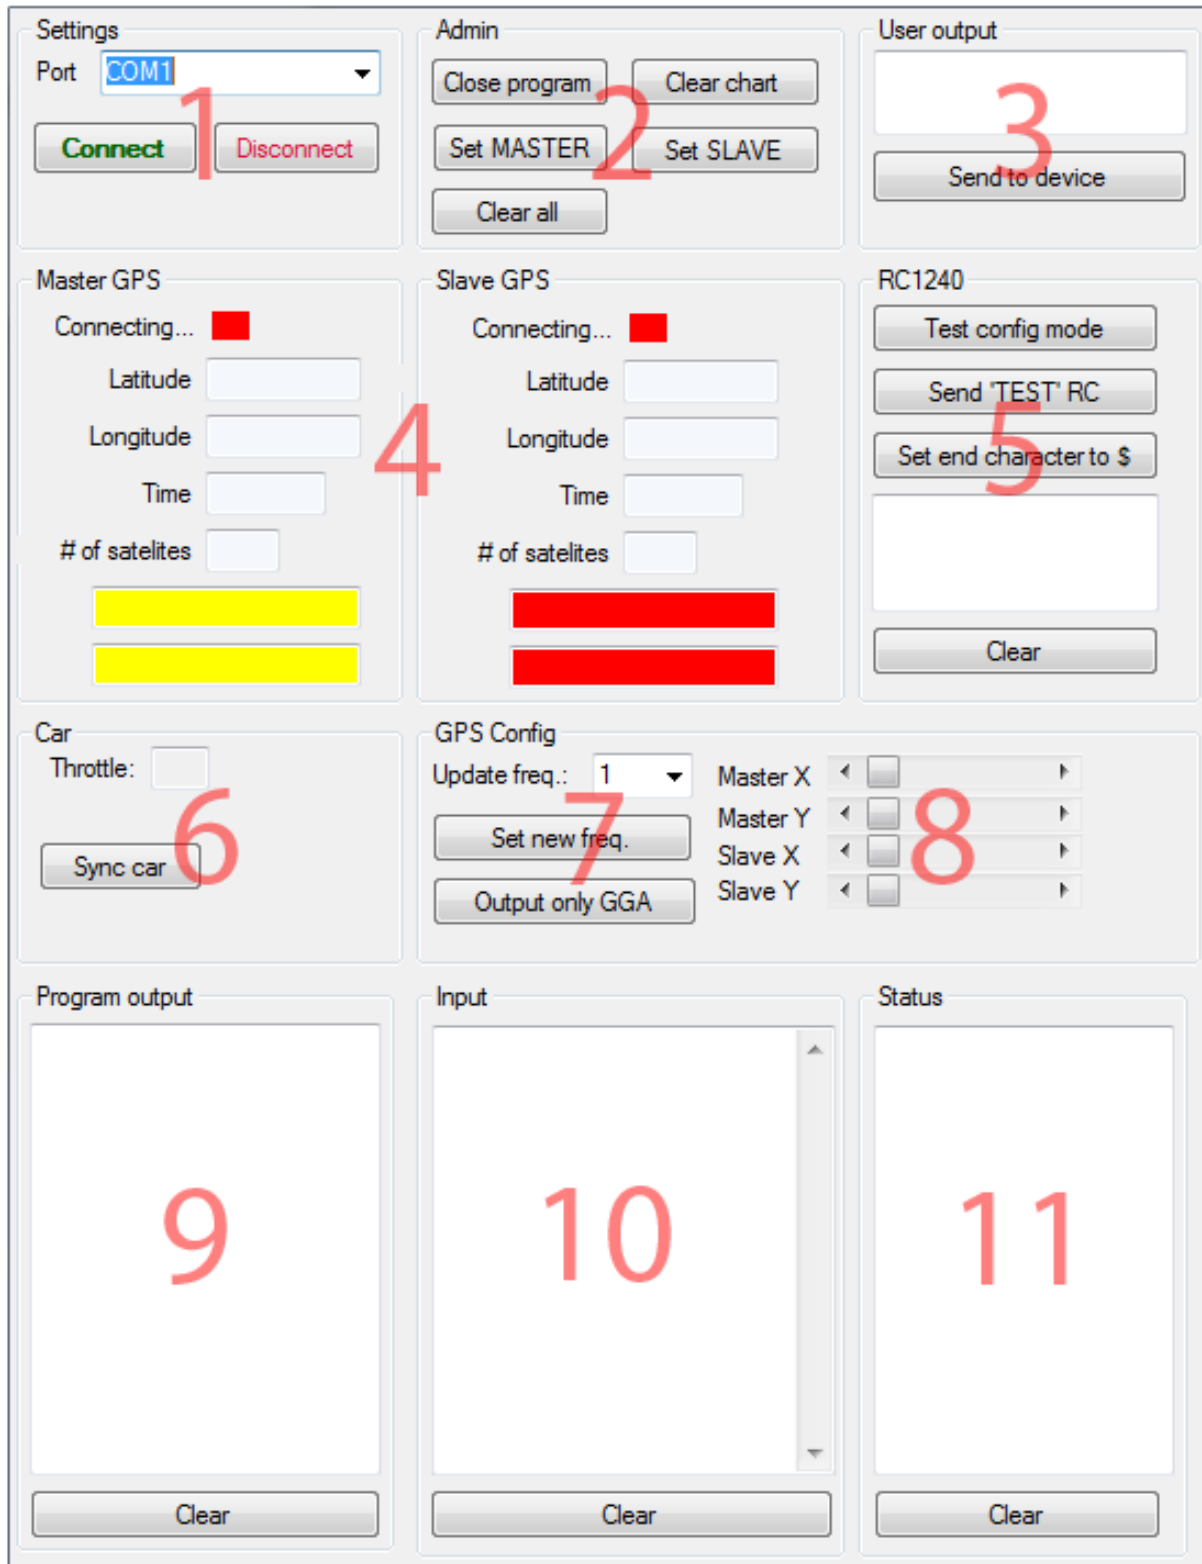 Settings
Port COM1
Connect Disconnect
1
Admin
Close program Clear chart
Set MASTER Set SLAVE
Clear all
2
User output
Send to device
3
Master GPS
Connecting...
Latitude
Longitude
Time
# of satelites
4
Slave GPS
Connecting...
Latitude
Longitude
Time
# of satelites
RC1240
Test config mode
Send "TEST" RC
Set end character to $
Clear
5
Car
Throttle:
Sync car
6
GPS Config
Update freq.: 1
Set new freq.
Output only GGA
7
Master X
Master Y
Slave X
Slave Y
8
Program output
9
Clear
Input
10
Clear
Status
11
Clear